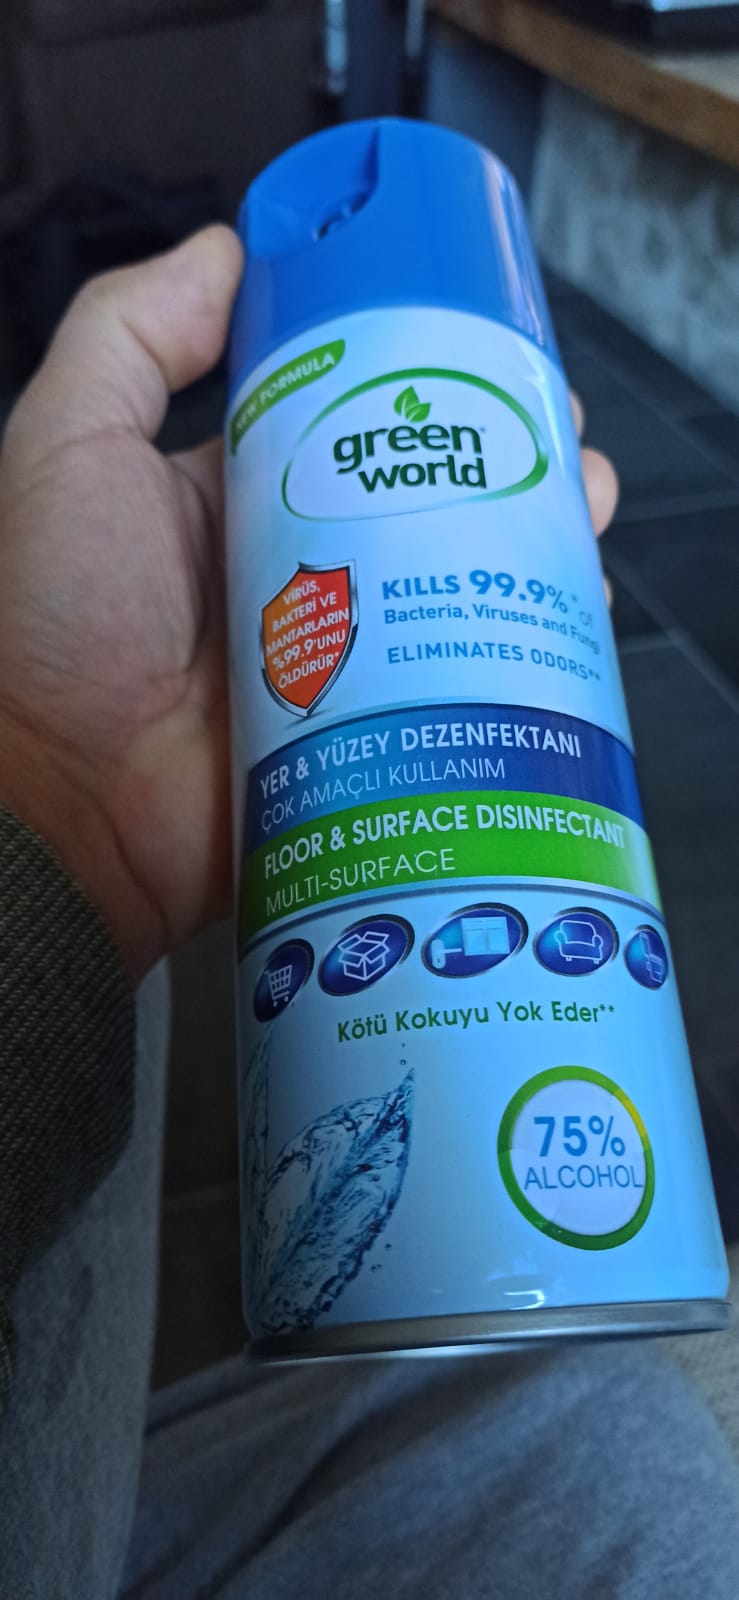 NEW FORMULA
green
world
VİRÜS,
BAKTERİ VE
MANTARLARIN
%99.9'UNU
ÖLDÜRÜR*
KILLS 99.9%* of
Bacteria, Viruses and Fungi
ELIMINATES ODORS**
YER & YÜZEY DEZENFEKTANI
ÇOK AMAÇLI KULLANIM
FLOOR & SURFACE DISINFECTANT
MULTI-SURFACE
Kötü Kokuyu Yok Eder**
75%
ALCOHOL